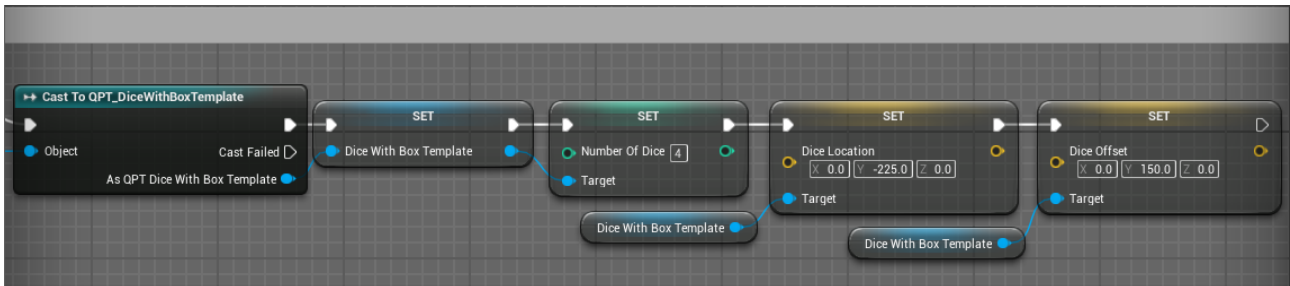 Cast To QPT_DiceWithBoxTemplate
Object
Cast Failed
As QPT Dice With Box Template
SET
Dice With Box Template
SET
Number Of Dice 4
Target
Dice With Box Template
SET
Dice Location
X 0.0 Y -225.0 Z 0.0
Target
Dice With Box Template
SET
Dice Offset
X 0.0 Y 150.0 Z 0.0
Target